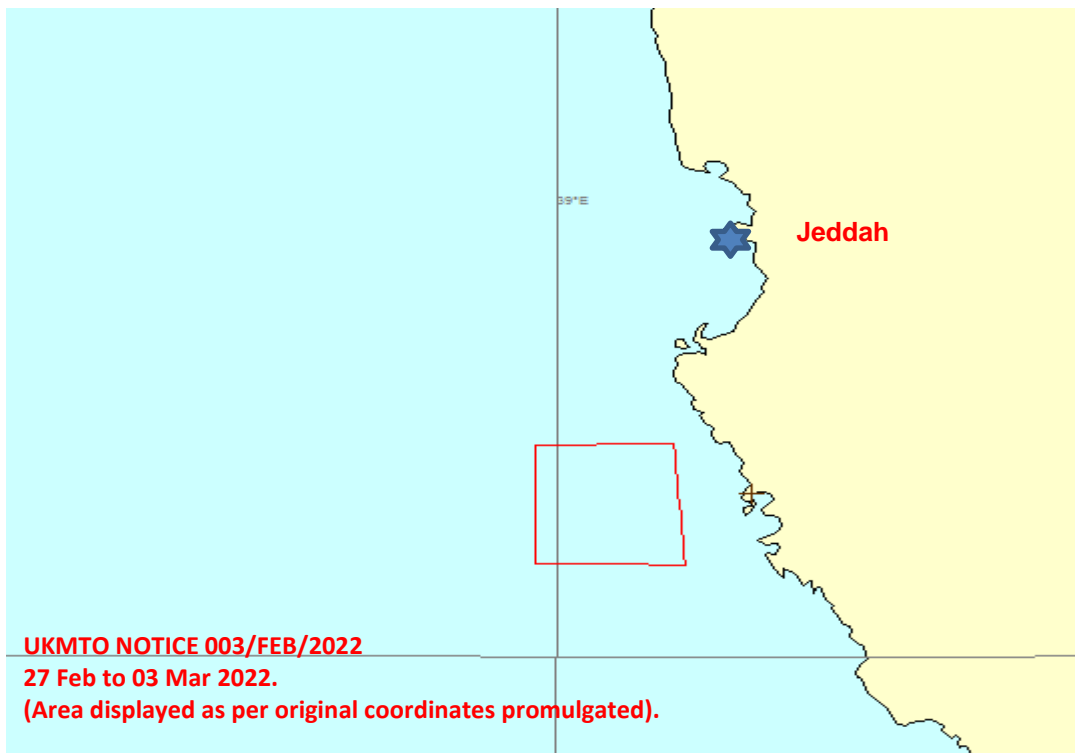 39°E
Jeddah
UKMTO NOTICE 003/FEB/2022
27 Feb to 03 Mar 2022.
(Area displayed as per original coordinates promulgated).